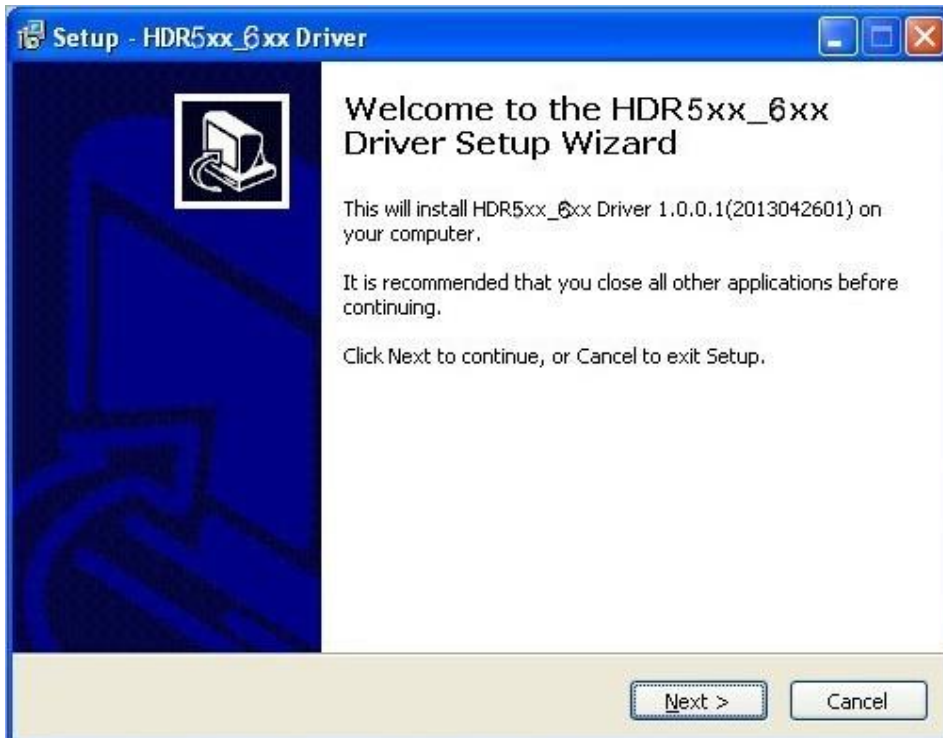 Setup - HDR5xx_6xx Driver
Welcome to the HDR5xx_6xx
Driver Setup Wizard
This will install HDR5xx_6xx Driver 1.0.0.1(2013042601) on
your computer.
It is recommended that you close all other applications before
continuing.
Click Next to continue, or Cancel to exit Setup.
Next >
Cancel